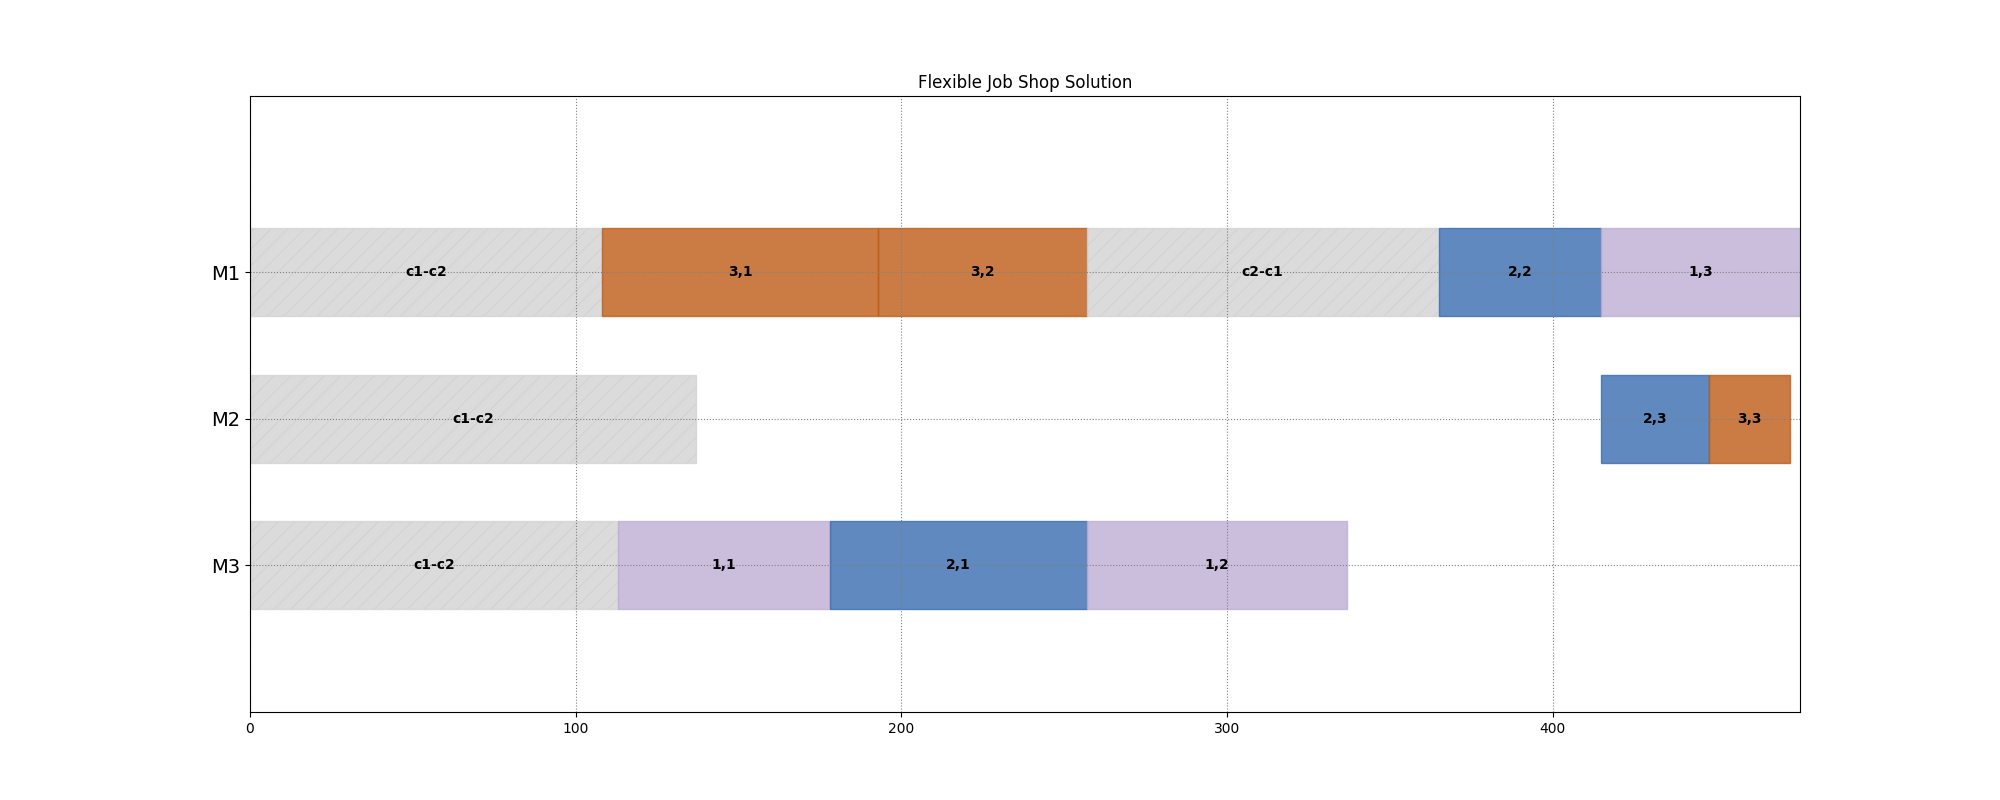 Flexible Job Shop Solution
M1 c1-c2 3,1 3,2 c2-c1 2,2 1,3
M2 c1-c2 2,3 3,3
M3 c1-c2 1,1 2,1 1,2
0 100 200 300 400